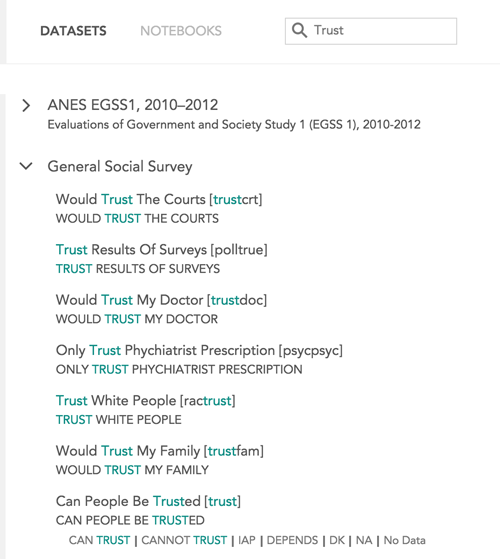 DATASETS NOTEBOOKS Trust
ANES EGSS1, 2010–2012
Evaluations of Government and Society Study 1 (EGSS 1), 2010-2012
General Social Survey
Would Trust The Courts [trustcrt]
WOULD TRUST THE COURTS
Trust Results Of Surveys [polltrue]
TRUST RESULTS OF SURVEYS
Would Trust My Doctor [trustdoc]
WOULD TRUST MY DOCTOR
Only Trust Phychiatrist Prescription [psycpsyc]
ONLY TRUST PHYCHIATRIST PRESCRIPTION
Trust White People [ractrust]
TRUST WHITE PEOPLE
Would Trust My Family [trustfam]
WOULD TRUST MY FAMILY
Can People Be Trusted [trust]
CAN PEOPLE BE TRUSTED
CAN TRUST | CANNOT TRUST | IAP | DEPENDS | DK | NA | No Data